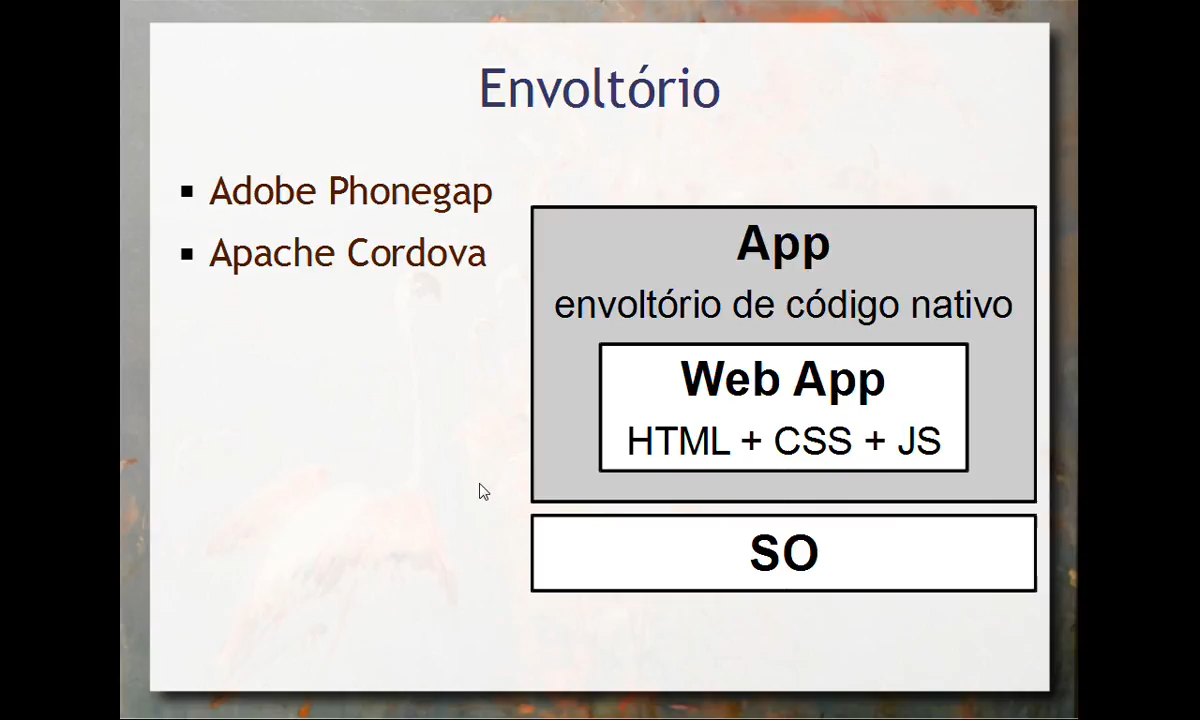 Envoltório
Adobe Phonegap
Apache Cordova
App
envoltório de código nativo
Web App
HTML + CSS + JS
SO